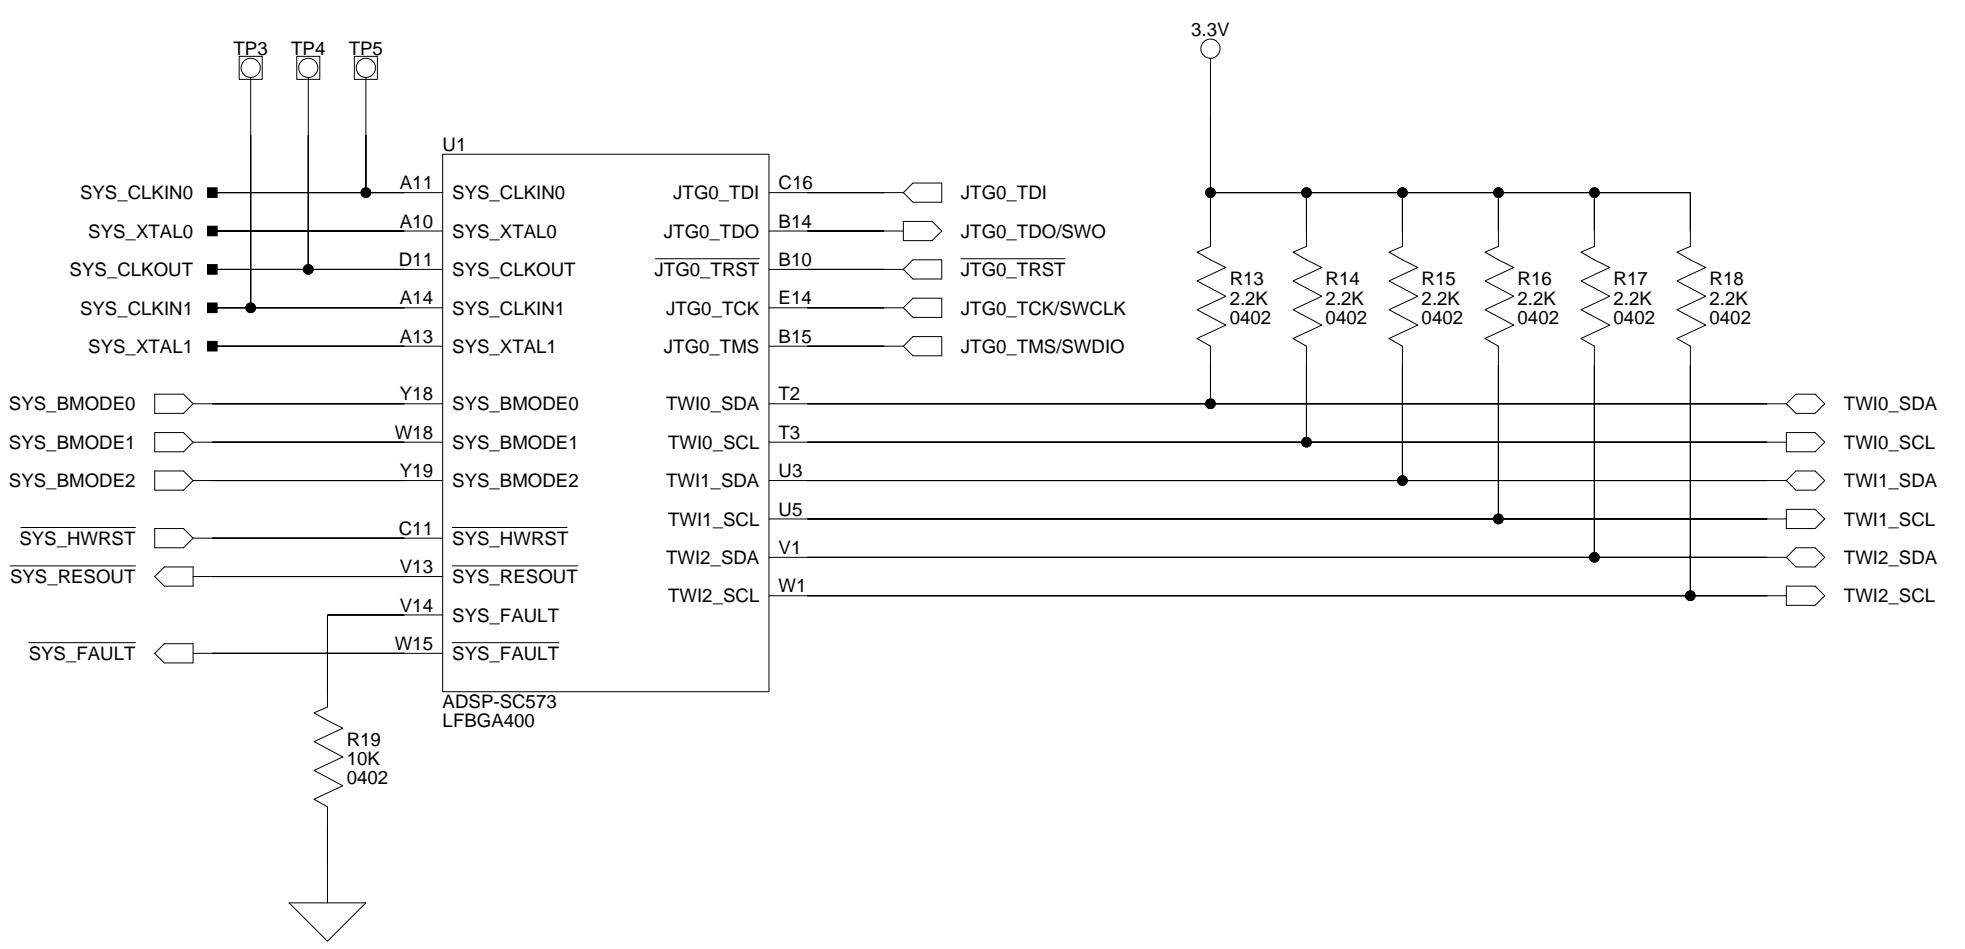 TP3 TP4 TP5
3.3V
U1
SYS_CLKIN0 A11 SYS_CLKIN0 JTG0_TDI C16 JTG0_TDI
SYS_XTAL0 A10 SYS_XTAL0 JTG0_TDO B14 JTG0_TDO/SWO
SYS_CLKOUT D11 SYS_CLKOUT JTG0_TRST B10 JTG0_TRST
SYS_CLKIN1 A14 SYS_CLKIN1 JTG0_TCK E14 JTG0_TCK/SWCLK
SYS_XTAL1 A13 SYS_XTAL1 JTG0_TMS B15 JTG0_TMS/SWDIO
R13 R14 R15 R16 R17 R18
2.2K 2.2K 2.2K 2.2K 2.2K 2.2K
0402 0402 0402 0402 0402 0402
SYS_BMODE0 Y18 SYS_BMODE0 TWI0_SDA T2 TWI0_SDA
SYS_BMODE1 W18 SYS_BMODE1 TWI0_SCL T3 TWI0_SCL
SYS_BMODE2 Y19 SYS_BMODE2 TWI1_SDA U3 TWI1_SDA
TWI1_SCL U5 TWI1_SCL
SYS_HWRST C11 SYS_HWRST
TWI2_SDA V1 TWI2_SDA
SYS_RESOUT V13 SYS_RESOUT
TWI2_SCL W1 TWI2_SCL
V14 SYS_FAULT
SYS_FAULT W15 SYS_FAULT
ADSP-SC573
LFBGA400
R19
10K
0402